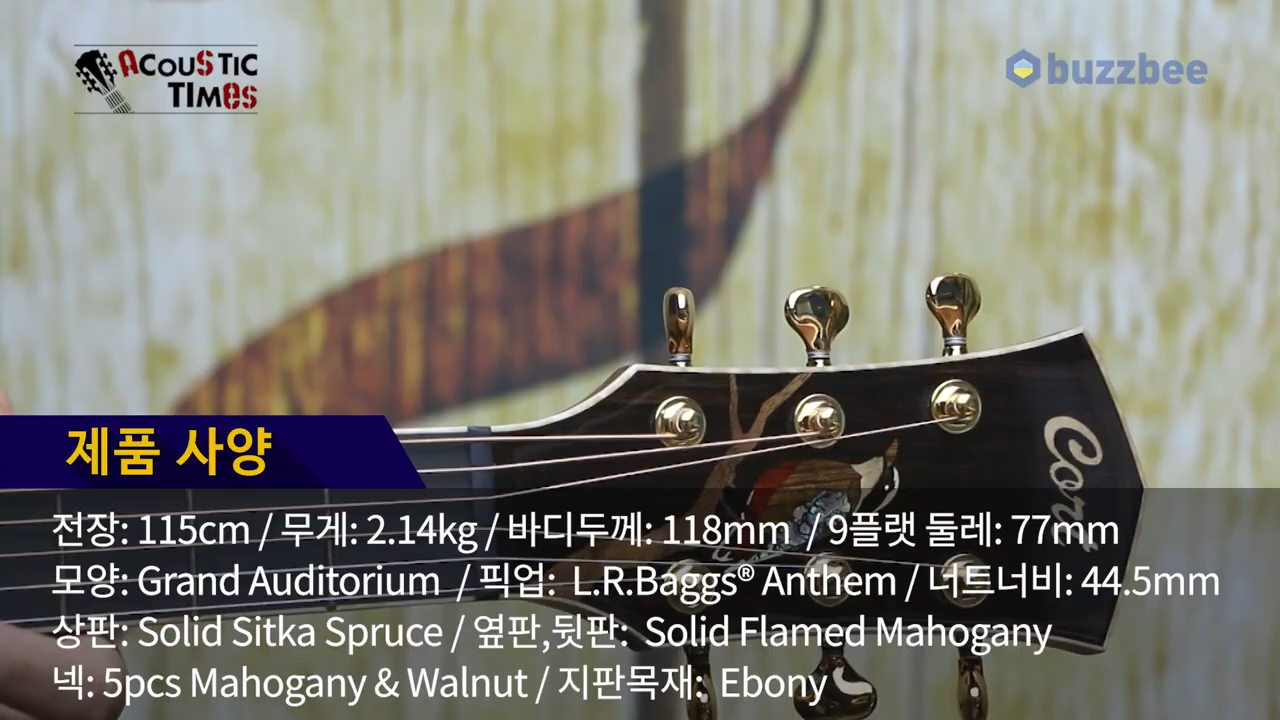 ACOUSTIC
TIMES
buzzbee
Cort
제품 사양
전장: 115cm / 무게: 2.14kg / 바디두께: 118mm / 9플랫 둘레: 77mm
모양: Grand Auditorium / 픽업: L.R.Baggs® Anthem / 너트너비: 44.5mm
상판: Solid Sitka Spruce / 옆판,뒷판: Solid Flamed Mahogany
넥: 5pcs Mahogany & Walnut / 지판목재: Ebony